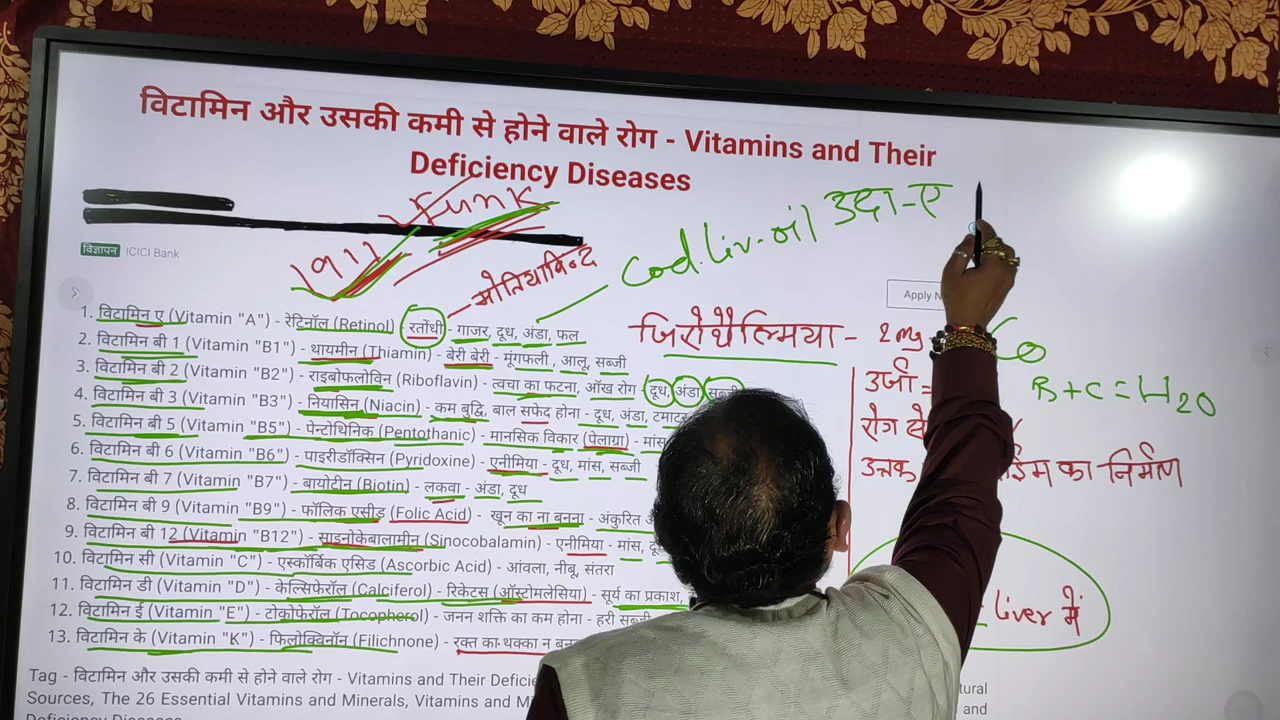 विटामिन और उसकी कमी से होने वाले रोग - Vitamins and Their
Deficiency Diseases
1911 Funk
विज्ञापन ICICI Bank
मोतियाबिन्द
Cod.liv-oil
Apply
1. विटामिन ए (Vitamin "A") - रेटिनॉल (Retinol) - रतोंधी - गाजर, दूध, अंडा, फल
2. विटामिन बी 1 (Vitamin "B1") - थायमीन (Thiamin) - बेरी बेरी - मूंगफली, आलू, सब्जी
3. विटामिन बी 2 (Vitamin "B2") - राइबोफलोविन (Riboflavin) - त्वचा का फटना, आँख रोग - दूध, अंडा, सब्जी
4. विटामिन बी 3 (Vitamin "B3") - नियासिन (Niacin) - कम बुद्वि, बाल सफेद होना - दूध, अंडा,
5. विटामिन बी 5 (Vitamin "B5") - पेन्टोथिनिक (Pentothanic) - मानसिक विकार (पेलाग्रा) -
6. विटामिन बी 6 (Vitamin "B6") - पाइरीडॉक्सिन (Pyridoxine) - एनीमिया - दूध, मांस, सब्जी
7. विटामिन बी 7 (Vitamin "B7") - बायोटीन (Biotin) - लकवा - अंडा, दूध
8. विटामिन बी 9 (Vitamin "B9") - फॉलिक एसीड (Folic Acid) - खून का ना बनना - अंकुरित
9. विटामिन बी 12 (Vitamin "B12") - साइनोकेबालामीन (Sinocobalamin) - एनीमिया - मांस,
10. विटामिन सी (Vitamin "C") - एस्कॉर्बिक एसिड (Ascorbic Acid) - आंवला, नीबू, संतरा
11. विटामिन डी (Vitamin "D") - केल्सिफेरॉल (Calciferol) - रिकेटस (ऑस्टोमलेसिया) - सूर्य का प्रकाश,
12. विटामिन ई (Vitamin "E") - टोकोफेरॉल (Tocopherol) - जनन शक्ति का कम होना - हरी सब्जी
13. विटामिन के (Vitamin "K") - फिलोक्विनॉन (Filichnone) - रक्त का थक्का न
जिरोथैल्मिया - 2mg
उर्जा =
B+C=H2O
रोग
का निर्माण
liver में
Tag - विटामिन और उसकी कमी से होने वाले रोग - Vitamins and Their
Sources, The 26 Essential Vitamins and Minerals, Vitamins and
and